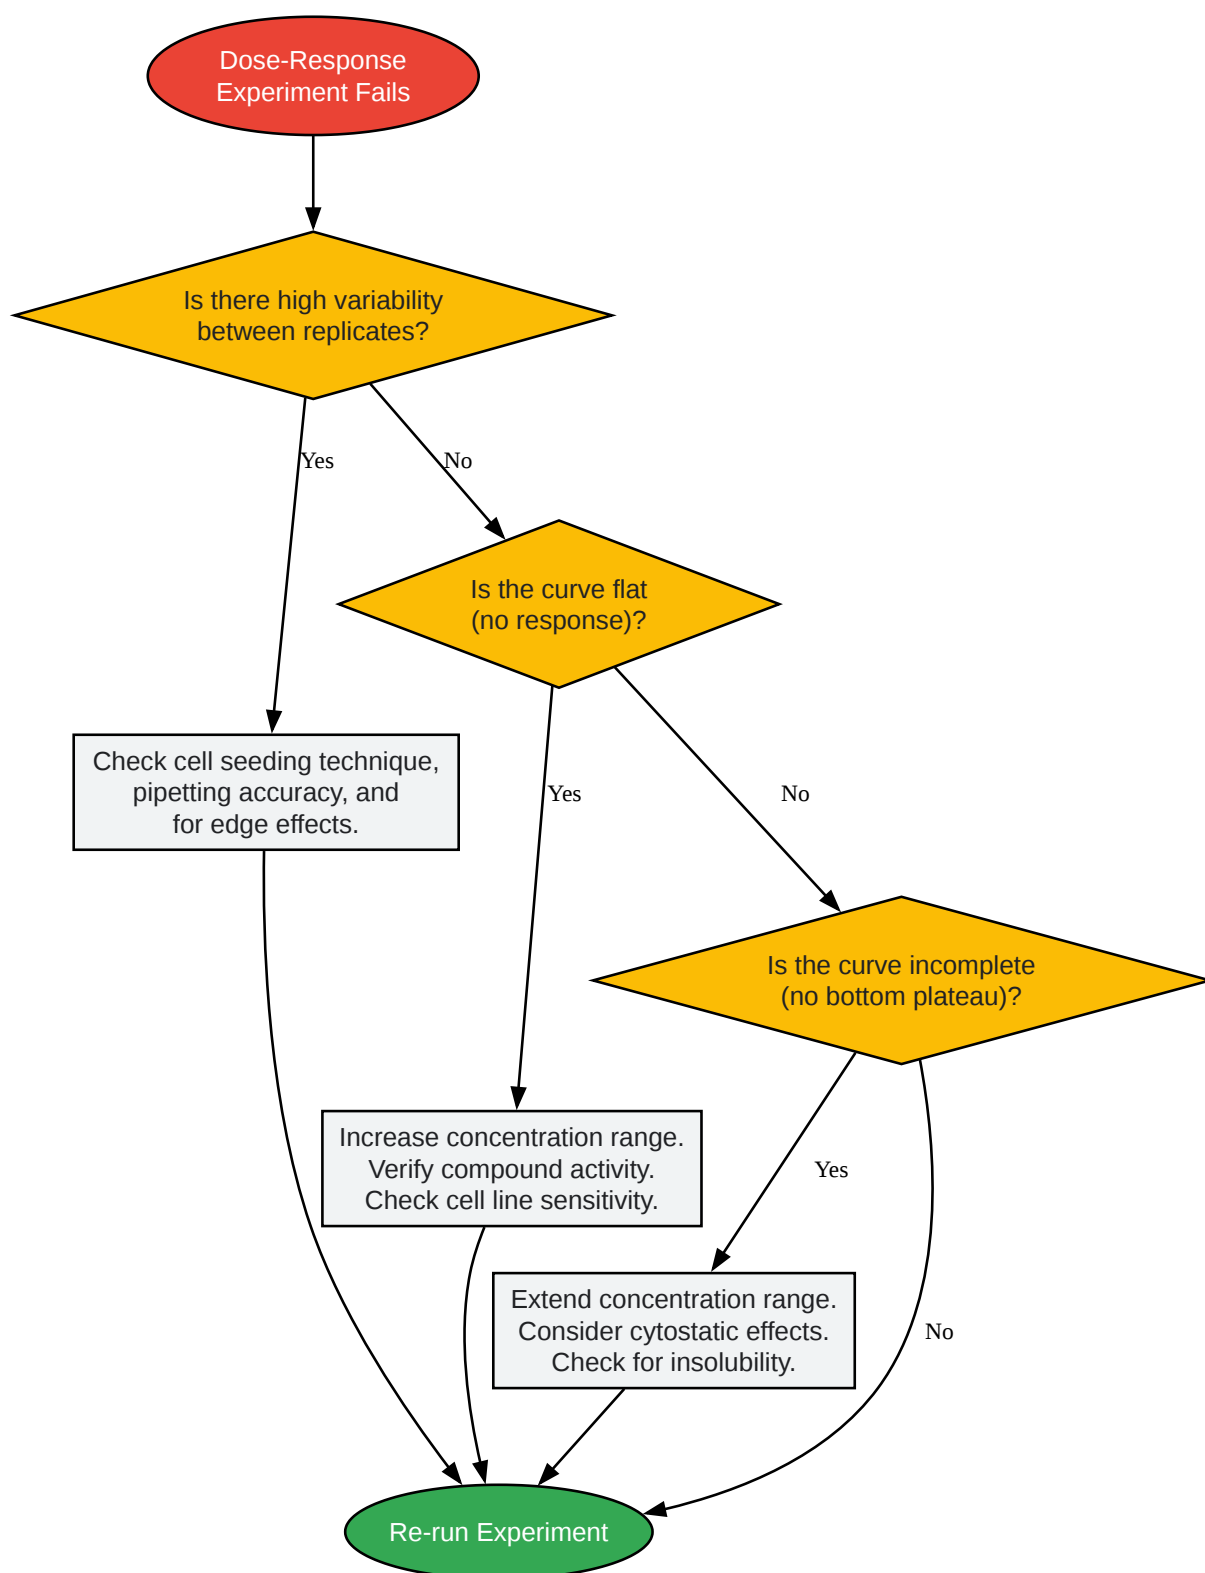 Dose-Response
Experiment Fails
Is there high variability
between replicates?
Yes
No
Is the curve flat
(no response)?
Check cell seeding technique,
pipetting accuracy, and
for edge effects.
Yes
No
Is the curve incomplete
(no bottom plateau)?
Increase concentration range.
Verify compound activity.
Check cell line sensitivity.
Yes
Extend concentration range.
Consider cytostatic effects.
Check for insolubility.
No
Re-run Experiment